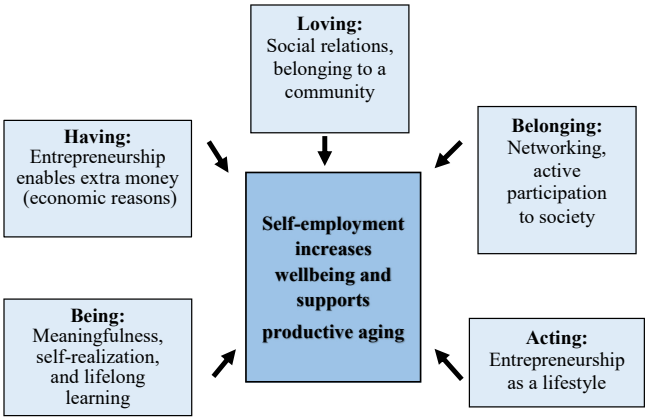 Loving:
Social relations,
belonging to a
community
Having:
Entrepreneurship
enables extra money
(economic reasons)
Belonging:
Networking,
active
participation
to society
Self-employment
increases
wellbeing and
supports
productive aging
Being:
Meaningfulness,
self-realization,
and lifelong
learning
Acting:
Entrepreneurship
as a lifestyle